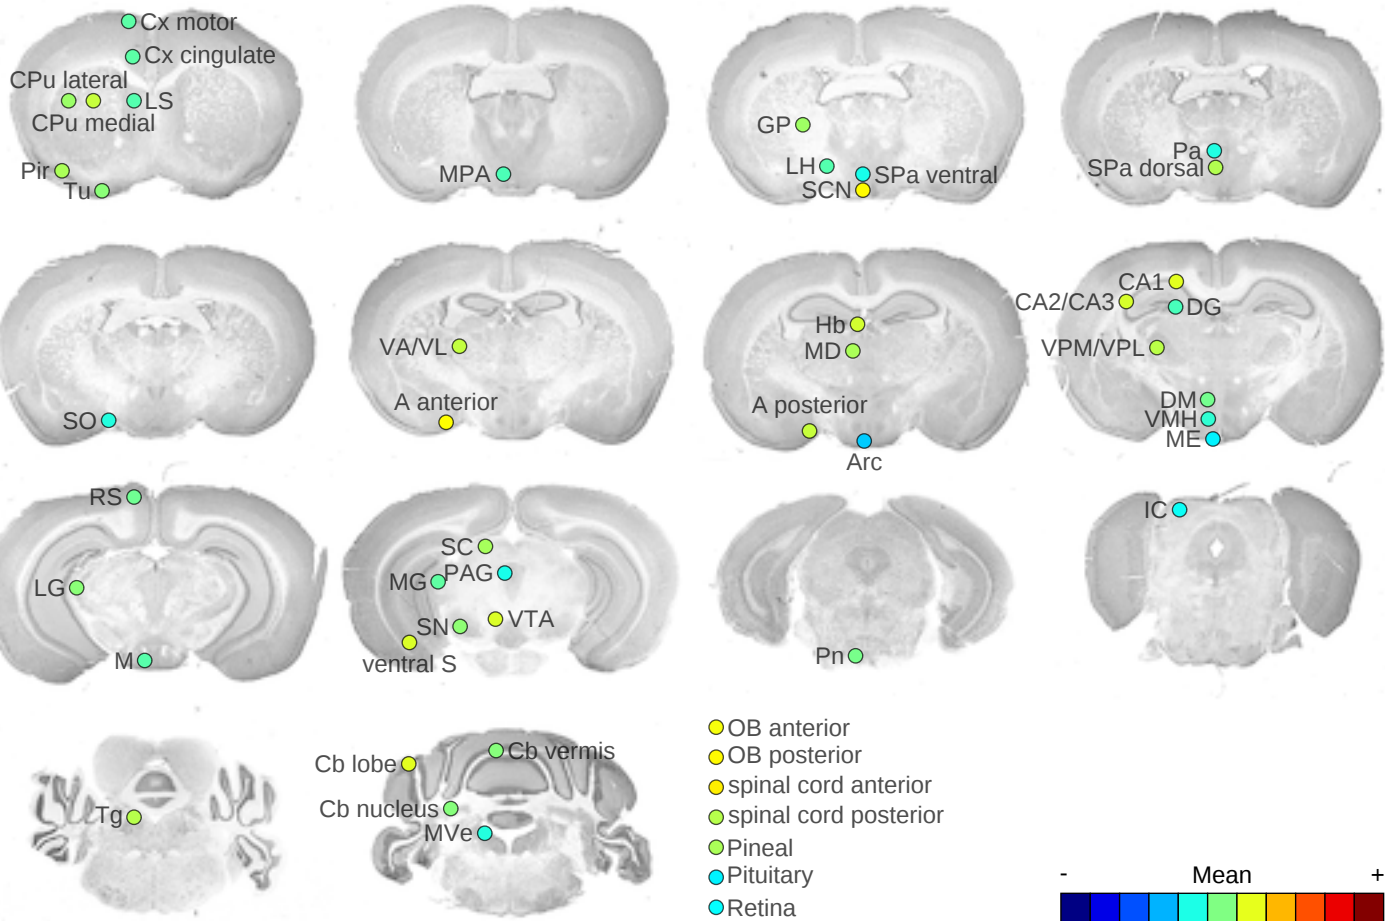 Cx motor
Cx cingulate
CPu lateral
LS
CPu medial
Pir
Tu
MPA
GP
LH
SPa ventral
SCN
Pa
SPa dorsal
SO
VA/VL
A anterior
Hb
MD
A posterior
Arc
CA1
CA2/CA3
DG
VPM/VPL
DM
VMH
ME
RS
LG
M
SC
MG
PAG
SN
VTA
ventral S
Pn
IC
Tg
Cb lobe
Cb vermis
Cb nucleus
MVe
OB anterior
OB posterior
spinal cord anterior
spinal cord posterior
Pineal
Pituitary
Retina
- Mean +